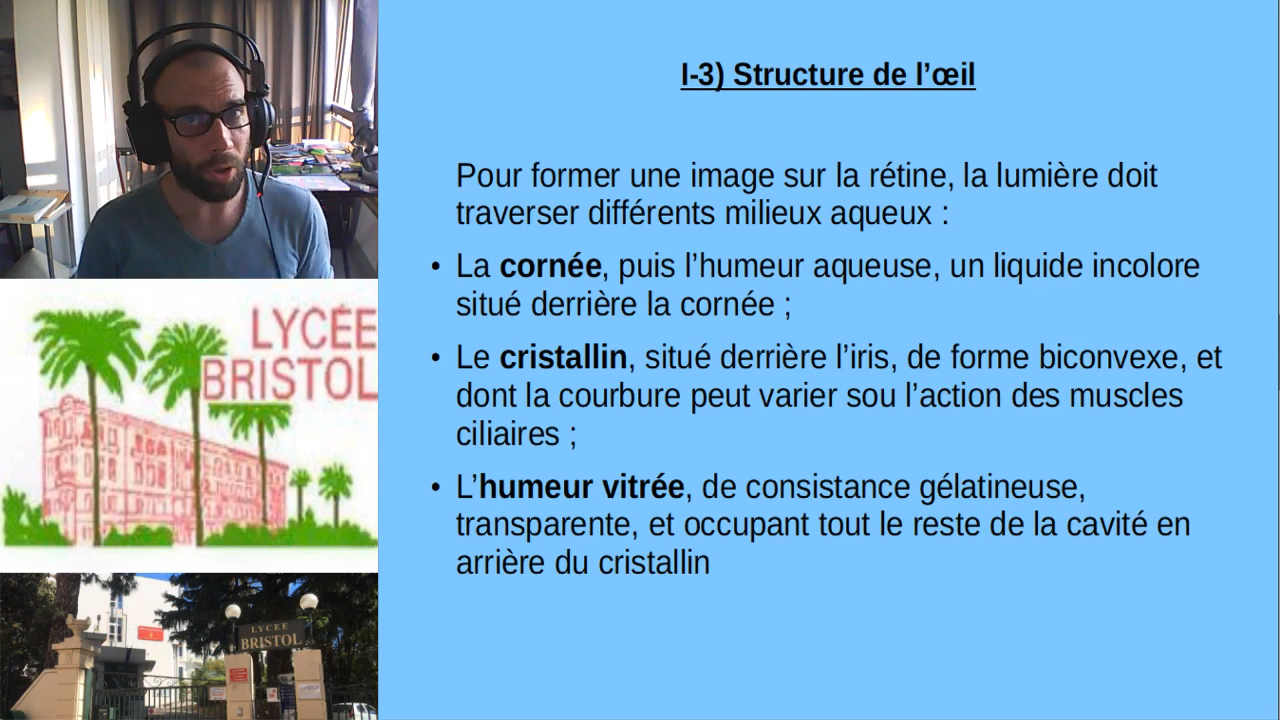 I-3) Structure de l’œil
Pour former une image sur la rétine, la lumière doit
traverser différents milieux aqueux :
• La cornée, puis l’humeur aqueuse, un liquide incolore
situé derrière la cornée ;
• Le cristallin, situé derrière l’iris, de forme biconvexe, et
dont la courbure peut varier sou l’action des muscles
ciliaires ;
• L’humeur vitrée, de consistance gélatineuse,
transparente, et occupant tout le reste de la cavité en
arrière du cristallin
LYCÉE
BRISTOL
LYCEE
BRISTOL